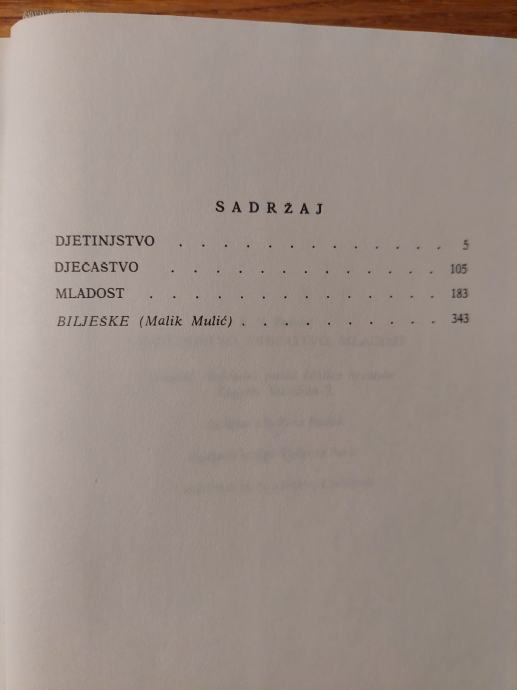 SADRŽAJ
DJETINJSTVO . . . . . . . . . . . . . 5
DJEČAŠTVO . . . . . . . . . . . . . 105
MLADOST . . . . . . . . . . . . . . 183
BILJEŠKE (Malik Mulić) . . . . . . . . . . 343